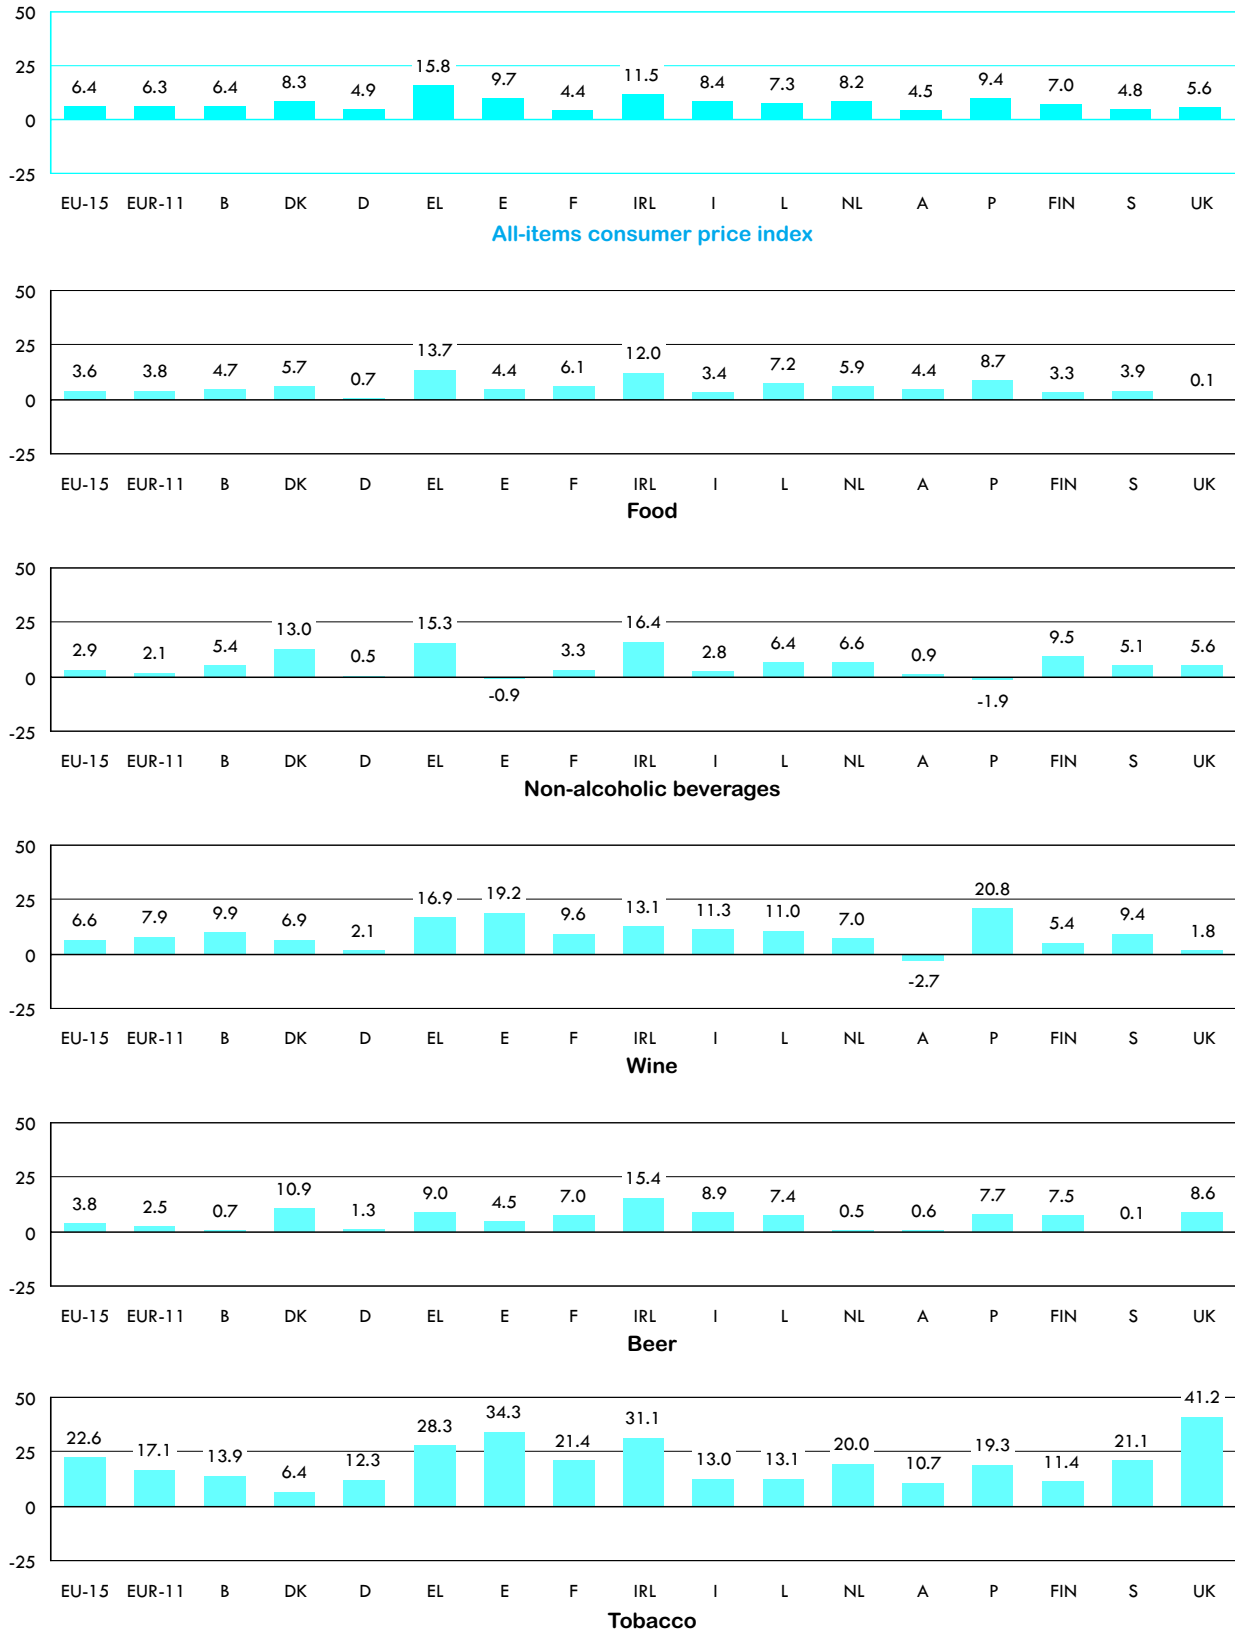 50
25
0
-25
6.4 6.3 6.4 8.3 4.9 15.8 9.7 4.4 11.5 8.4 7.3 8.2 4.5 9.4 7.0 4.8 5.6
EU-15 EUR-11 B DK D EL E F IRL I L NL A P FIN S UK
All-items consumer price index
50
25
0
-25
3.6 3.8 4.7 5.7 0.7 13.7 4.4 6.1 12.0 3.4 7.2 5.9 4.4 8.7 3.3 3.9 0.1
EU-15 EUR-11 B DK D EL E F IRL I L NL A P FIN S UK
Food
50
25
0
-25
2.9 2.1 5.4 13.0 0.5 15.3 -0.9 3.3 16.4 2.8 6.4 6.6 0.9 -1.9 9.5 5.1 5.6
EU-15 EUR-11 B DK D EL E F IRL I L NL A P FIN S UK
Non-alcoholic beverages
50
25
0
-25
6.6 7.9 9.9 6.9 2.1 16.9 19.2 9.6 13.1 11.3 11.0 7.0 -2.7 20.8 5.4 9.4 1.8
EU-15 EUR-11 B DK D EL E F IRL I L NL A P FIN S UK
Wine
50
25
0
-25
3.8 2.5 0.7 10.9 1.3 9.0 4.5 7.0 15.4 8.9 7.4 0.5 0.6 7.7 7.5 0.1 8.6
EU-15 EUR-11 B DK D EL E F IRL I L NL A P FIN S UK
Beer
50
25
0
-25
22.6 17.1 13.9 6.4 12.3 28.3 34.3 21.4 31.1 13.0 13.1 20.0 10.7 19.3 11.4 21.1 41.2
EU-15 EUR-11 B DK D EL E F IRL I L NL A P FIN S UK
Tobacco